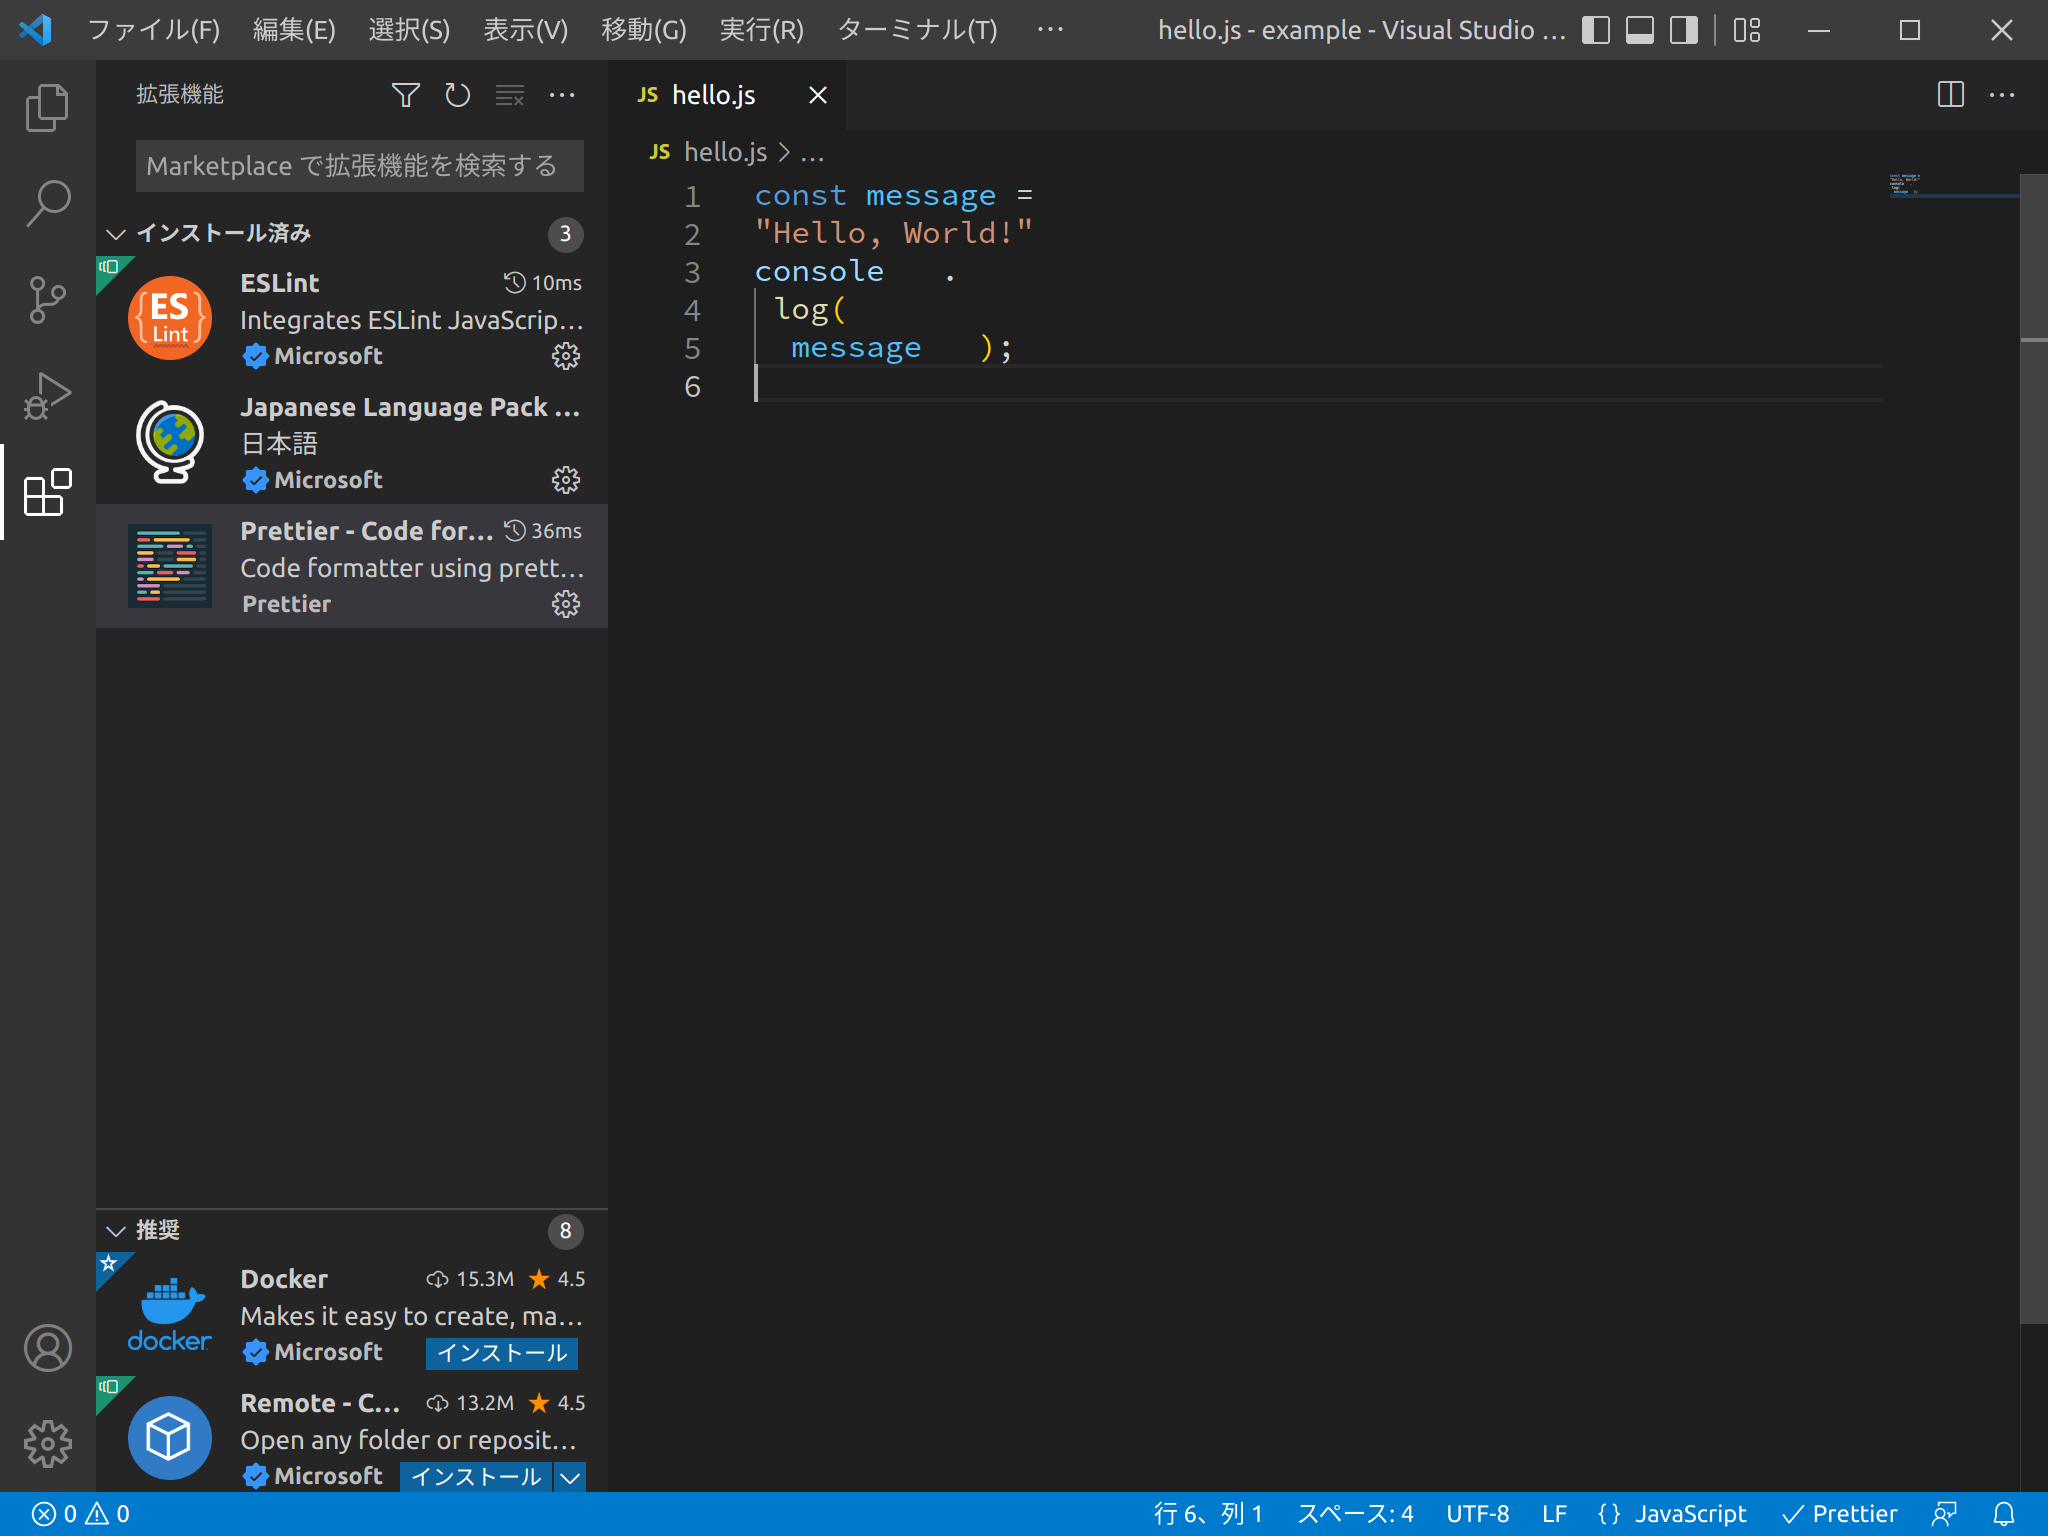 ファイル(F) 編集(E) 選択(S) 表示(V) 移動(G) 実行(R) ターミナル(T) ··· hello.js - example - Visual Studio ...
拡張機能
Marketplace で拡張機能を検索する
インストール済み 3
ESLint 10ms
Integrates ESLint JavaScrip...
Microsoft
Japanese Language Pack ...
日本語
Microsoft
Prettier - Code for... 36ms
Code formatter using prett...
Prettier
推奨 8
Docker 15.3M ★ 4.5
Makes it easy to create, ma...
Microsoft インストール
Remote - C... 13.2M ★ 4.5
Open any folder or reposit...
Microsoft インストール
ES
Lint
docker
JS hello.js
JS hello.js > ...
1 const message =
2 "Hello, World!"
3 console   .
4  log(
5   message   );
6
0 0 行 6、列 1 スペース: 4 UTF-8 LF {} JavaScript Prettier